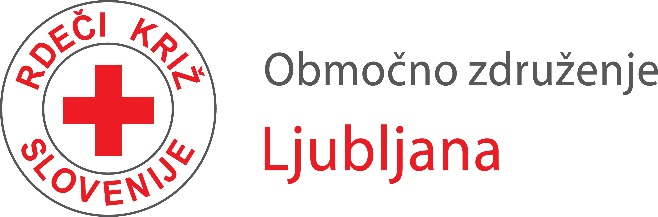 RDEČI KRIŽ
SLOVENIJE
Območno združenje
Ljubljana